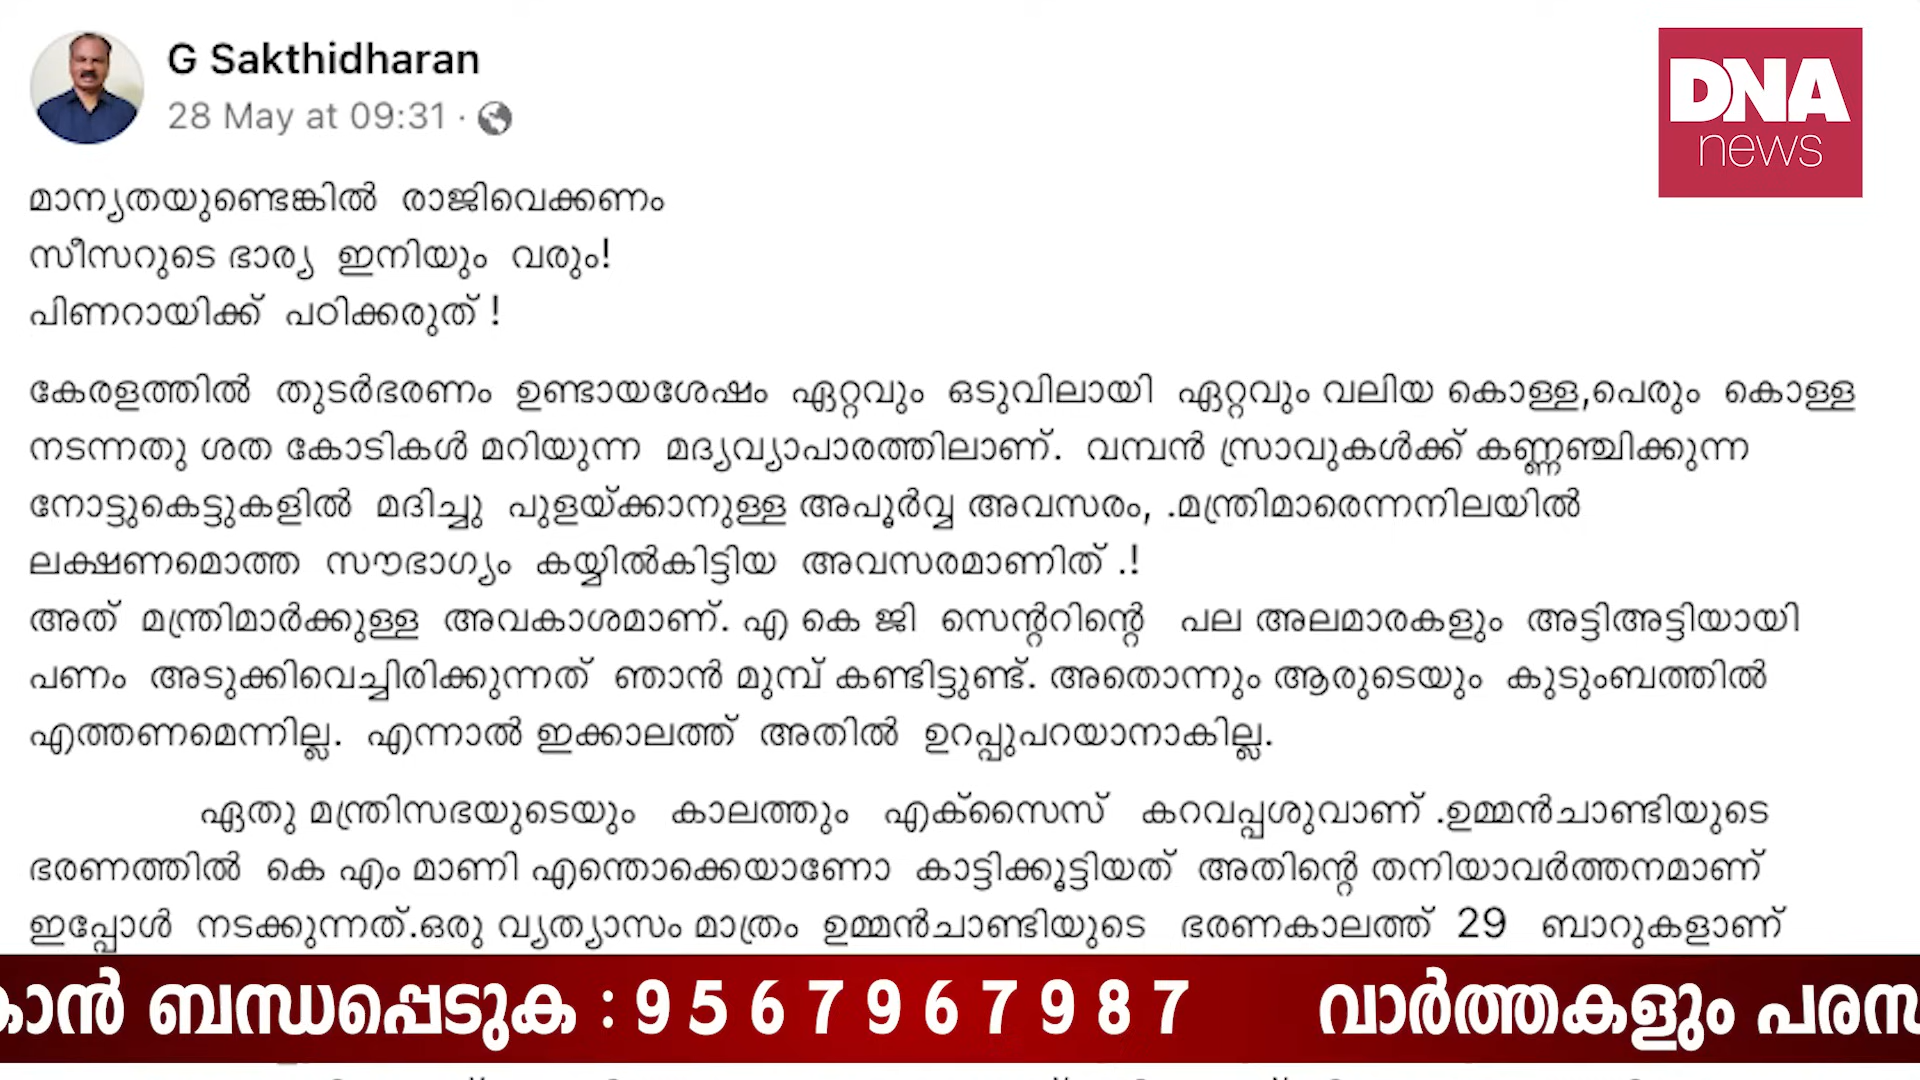 G Sakthidharan
28 May at 09:31 ·
DNA
news
മാന്യതയുണ്ടെങ്കിൽ രാജിവെക്കണം
സീസറുടെ ഭാര്യ ഇനിയും വരും!
പിണറായിക്ക് പഠിക്കരുത് !
കേരളത്തിൽ തുടർഭരണം ഉണ്ടായശേഷം ഏറ്റവും ഒടുവിലായി ഏറ്റവും വലിയ കൊള്ള,പെരും കൊള്ള
നടന്നതു ശത കോടികൾ മറിയുന്ന മദ്യവ്യാപാരത്തിലാണ്. വമ്പൻ സ്രാവുകൾക്ക് കണ്ണഞ്ചിക്കുന്ന
നോട്ടുകെട്ടുകളിൽ മദിച്ചു പുളയ്ക്കാനുള്ള അപൂർവ്വ അവസരം, .മന്ത്രിമാരെന്നനിലയിൽ
ലക്ഷണമൊത്ത സൗഭാഗ്യം കയ്യിൽകിട്ടിയ അവസരമാണിത് .!
അത് മന്ത്രിമാർക്കുള്ള അവകാശമാണ്. എ കെ ജി സെന്ററിന്റെ പല അലമാരകളും അട്ടിഅട്ടിയായി
പണം അടുക്കിവെച്ചിരിക്കുന്നത് ഞാൻ മുമ്പ് കണ്ടിട്ടുണ്ട്. അതൊന്നും ആരുടെയും കുടുംബത്തിൽ
എത്തണമെന്നില്ല. എന്നാൽ ഇക്കാലത്ത് അതിൽ ഉറപ്പുപറയാനാകില്ല.
ഏതു മന്ത്രിസഭയുടെയും കാലത്തും എക്സൈസ് കറവപ്പശുവാണ് .ഉമ്മൻചാണ്ടിയുടെ
ഭരണത്തിൽ കെ എം മാണി എന്തൊക്കെയാണോ കാട്ടിക്കൂട്ടിയത് അതിന്റെ തനിയാവർത്തനമാണ്
ഇപ്പോൾ നടക്കുന്നത്.ഒരു വ്യത്യാസം മാത്രം ഉമ്മൻചാണ്ടിയുടെ ഭരണകാലത്ത് 29 ബാറുകളാണ്
ബന്ധപ്പെടുക : 9 5 6 7 9 6 7 9 8 7 വാർത്തകളും